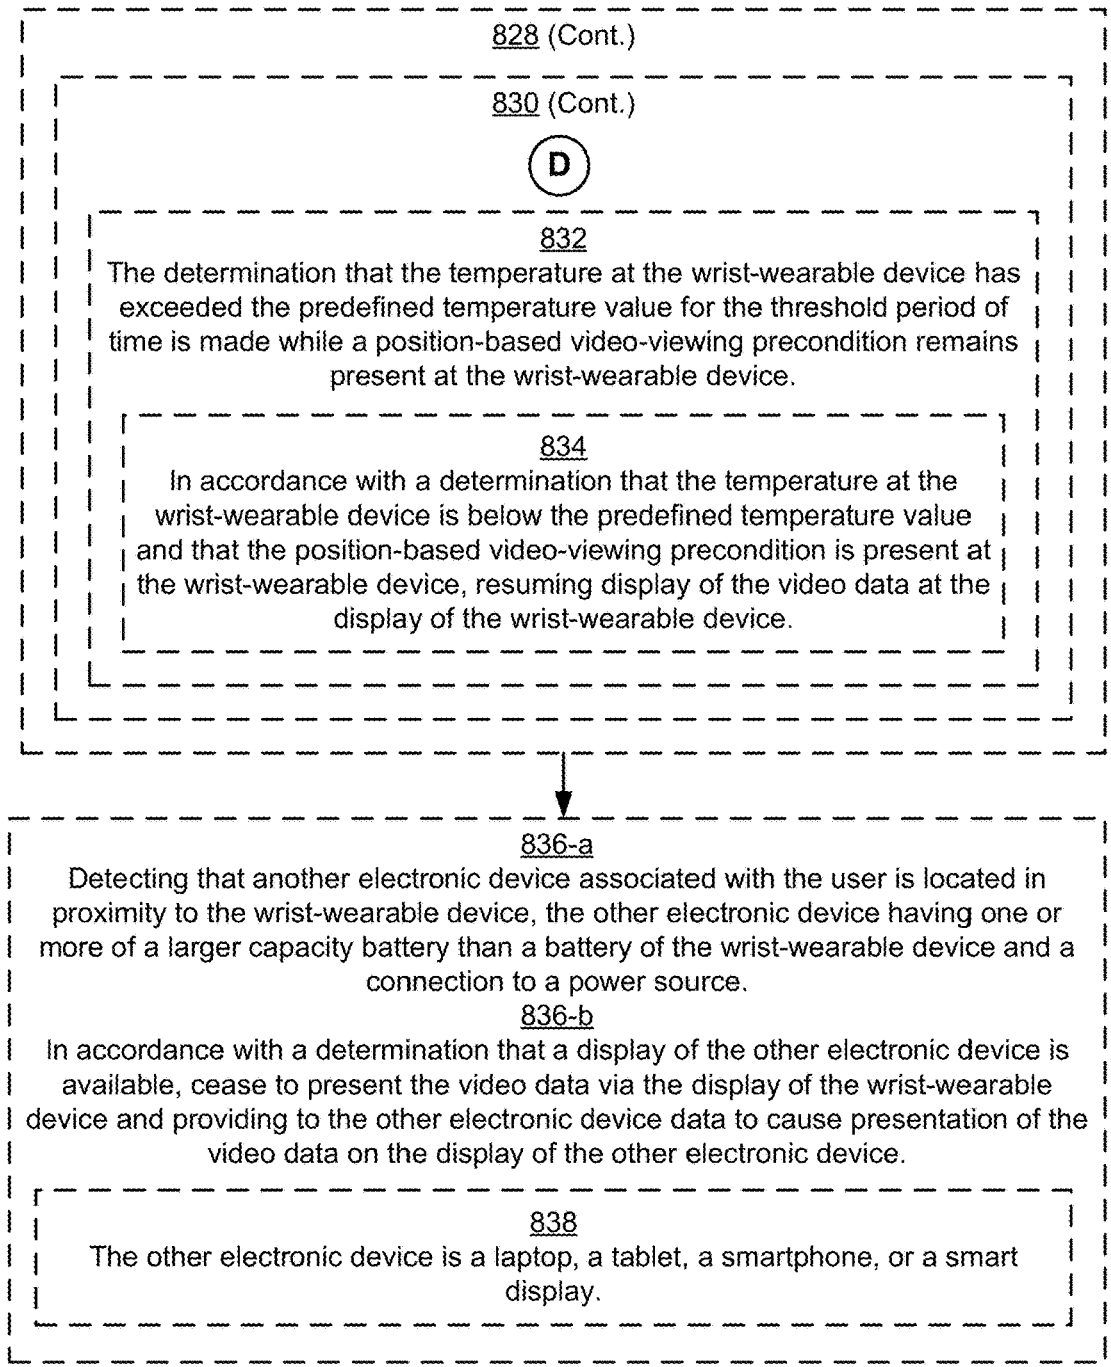 828 (Cont.)
830 (Cont.)
D
832
The determination that the temperature at the wrist-wearable device has
exceeded the predefined temperature value for the threshold period of
time is made while a position-based video-viewing precondition remains
present at the wrist-wearable device.
834
In accordance with a determination that the temperature at the
wrist-wearable device is below the predefined temperature value
and that the position-based video-viewing precondition is present at
the wrist-wearable device, resuming display of the video data at the
display of the wrist-wearable device.
836-a
Detecting that another electronic device associated with the user is located in
proximity to the wrist-wearable device, the other electronic device having one or
more of a larger capacity battery than a battery of the wrist-wearable device and a
connection to a power source.
836-b
In accordance with a determination that a display of the other electronic device is
available, cease to present the video data via the display of the wrist-wearable
device and providing to the other electronic device data to cause presentation of the
video data on the display of the other electronic device.
838
The other electronic device is a laptop, a tablet, a smartphone, or a smart
display.